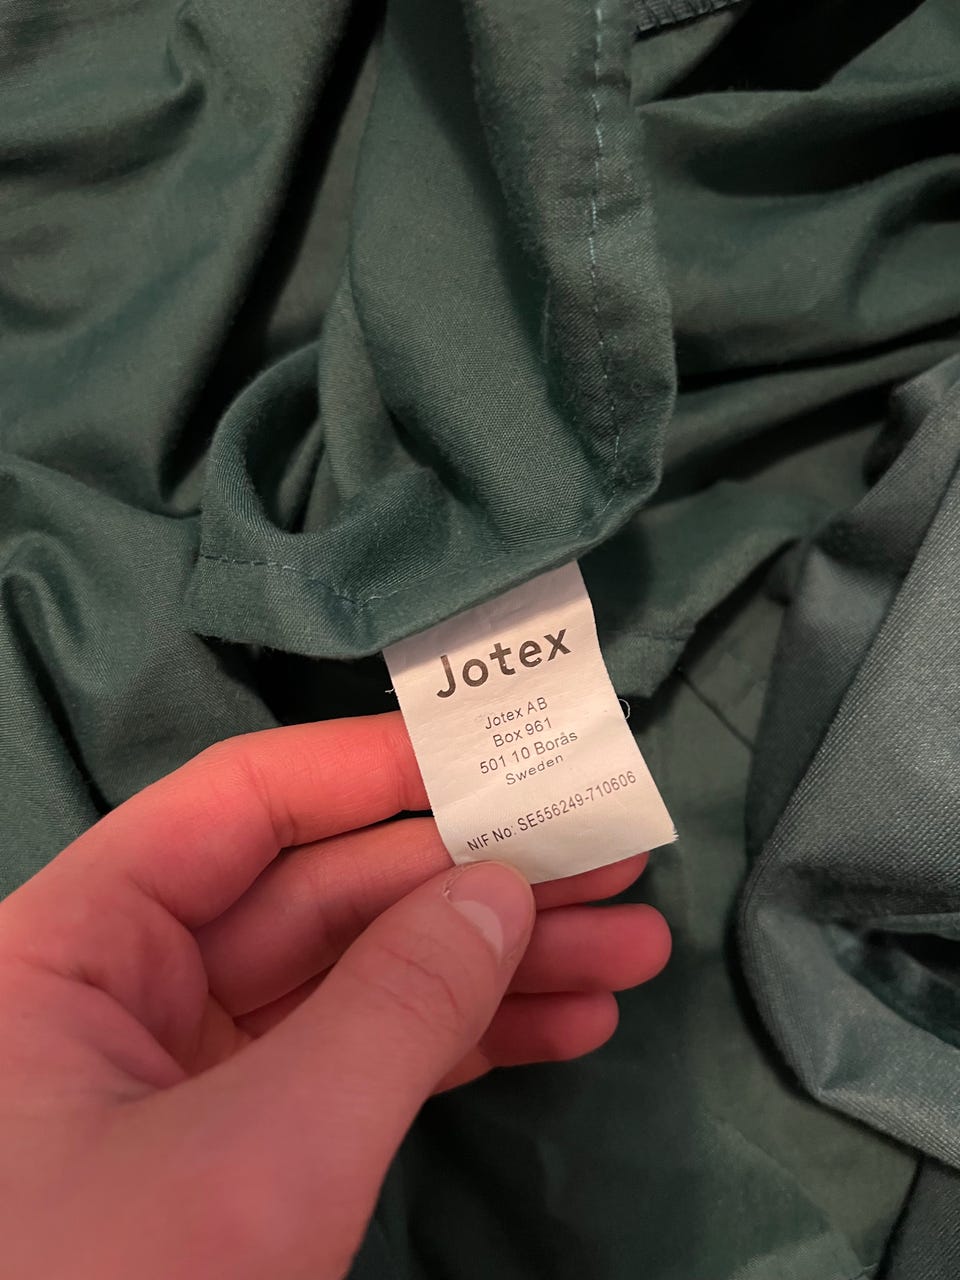 Jotex
Jotex AB
Box 961
501 10 Borås
Sweden
NIF No: SE556249-710606